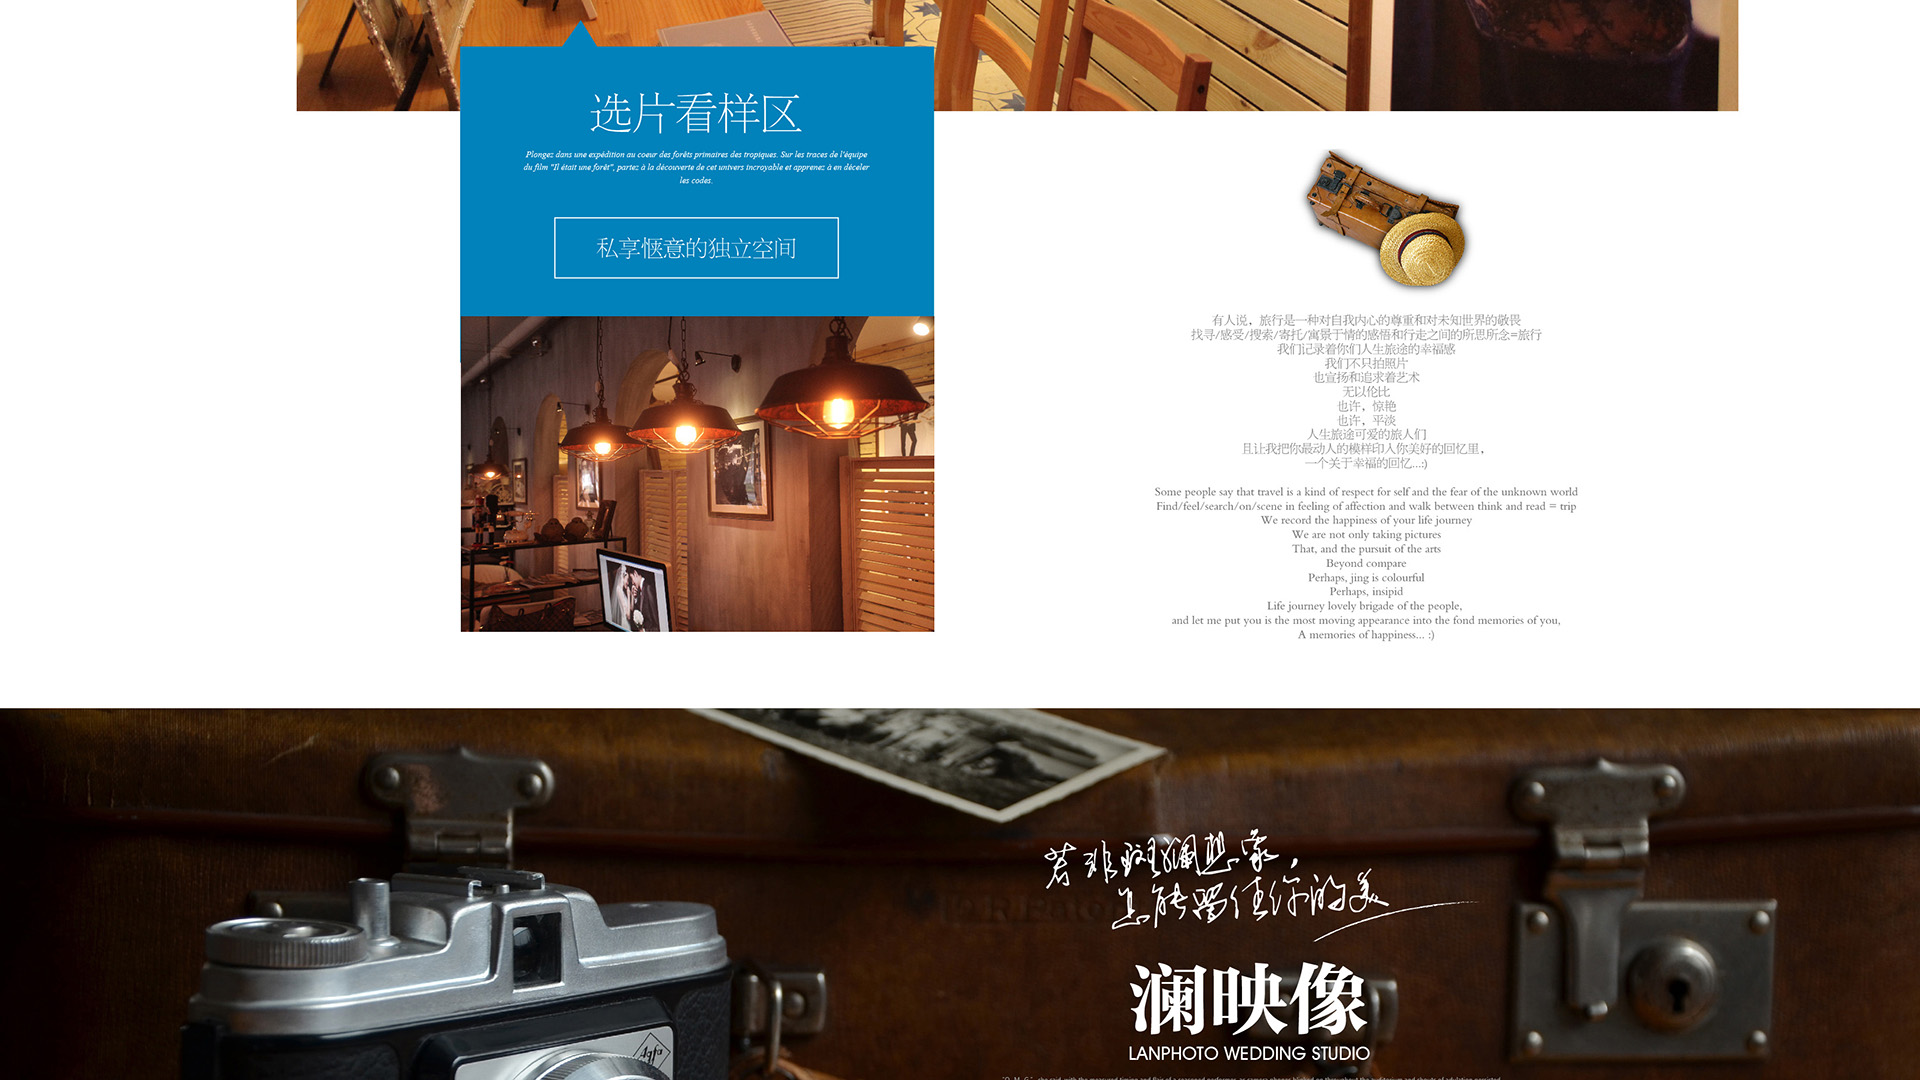 选片看样区
Plongez dans une expédition au coeur des forêts primaires des tropiques. Sur les traces de l'équipe
du film "Il était une forêt", partez à la découverte de cet univers incroyable et apprenez à en déceler
les codes.
私享惬意的独立空间
有人说，旅行是一种对自我内心的尊重和对未知世界的敬畏
找寻/感受/搜索/寄托/寓景于情的感悟和行走之间的所思所念=旅行
我们记录着你们人生旅途的幸福感
我们不只拍照片
也宣扬和追求着艺术
无以伦比
也许，惊艳
也许，平淡
人生旅途可爱的旅人们
且让我把你最动人的模样印入你美好的回忆里，
一个关于幸福的回忆...:)
Some people say that travel is a kind of respect for self and the fear of the unknown world
Find/feel/search/on/scene in feeling of affection and walk between think and read = trip
We record the happiness of your life journey
We are not only taking pictures
That, and the pursuit of the arts
Beyond compare
Perhaps, jing is colourful
Perhaps, insipid
Life journey lovely brigade of the people,
and let me put you is the most moving appearance into the fond memories of you,
A memories of happiness... :)
若非斑斓想象，
怎能留住你的美
澜映像
LANPHOTO WEDDING STUDIO
Agfa